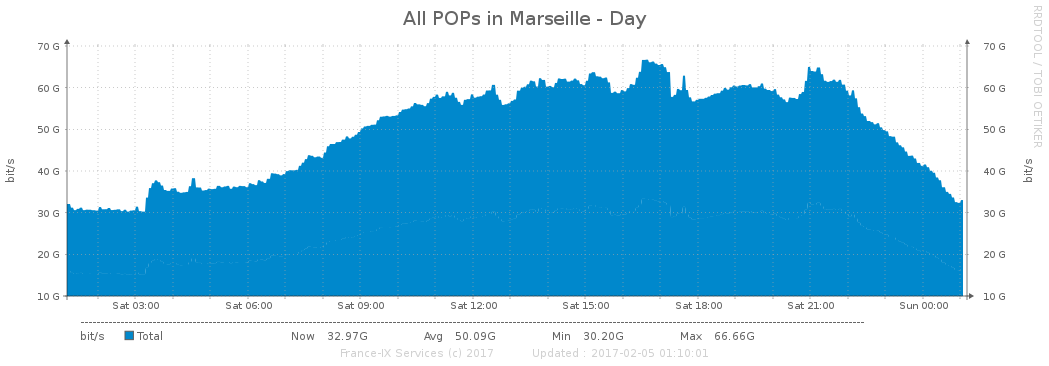 All POPs in Marseille - Day
RRDTOOL / TOBI OETIKER
70 G 70 G
60 G 60 G
50 G 50 G
40 G 40 G
30 G 30 G
20 G 20 G
10 G 10 G
bit/s
bit/s
Sat 03:00 Sat 06:00 Sat 09:00 Sat 12:00 Sat 15:00 Sat 18:00 Sat 21:00 Sun 00:00
bit/s Total Now 32.97G Avg 50.09G Min 30.20G Max 66.66G
France-IX Services (c) 2017 Updated : 2017-02-05 01:10:01